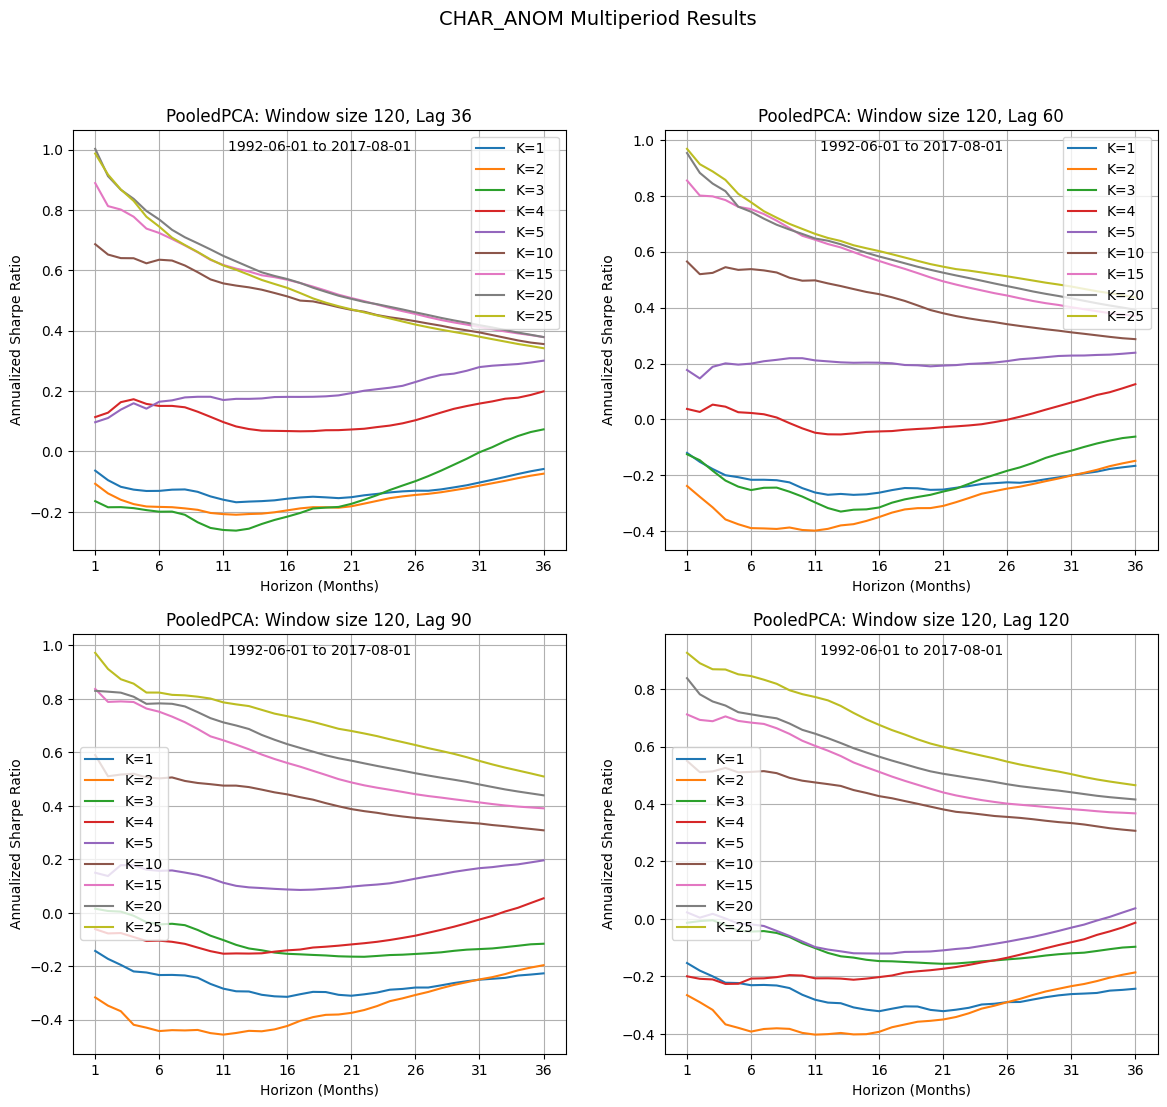 CHAR_ANOM Multiperiod Results
PooledPCA: Window size 120, Lag 36
1992-06-01 to 2017-08-01
Annualized Sharpe Ratio
1.0
0.8
0.6
0.4
0.2
0.0
−0.2
K=1
K=2
K=3
K=4
K=5
K=10
K=15
K=20
K=25
1 6 11 16 21 26 31 36
Horizon (Months)
PooledPCA: Window size 120, Lag 60
1992-06-01 to 2017-08-01
Annualized Sharpe Ratio
1.0
0.8
0.6
0.4
0.2
0.0
−0.2
−0.4
K=1
K=2
K=3
K=4
K=5
K=10
K=15
K=20
K=25
1 6 11 16 21 26 31 36
Horizon (Months)
PooledPCA: Window size 120, Lag 90
1992-06-01 to 2017-08-01
Annualized Sharpe Ratio
1.0
0.8
0.6
0.4
0.2
0.0
−0.2
−0.4
K=1
K=2
K=3
K=4
K=5
K=10
K=15
K=20
K=25
1 6 11 16 21 26 31 36
Horizon (Months)
PooledPCA: Window size 120, Lag 120
1992-06-01 to 2017-08-01
Annualized Sharpe Ratio
0.8
0.6
0.4
0.2
0.0
−0.2
−0.4
K=1
K=2
K=3
K=4
K=5
K=10
K=15
K=20
K=25
1 6 11 16 21 26 31 36
Horizon (Months)